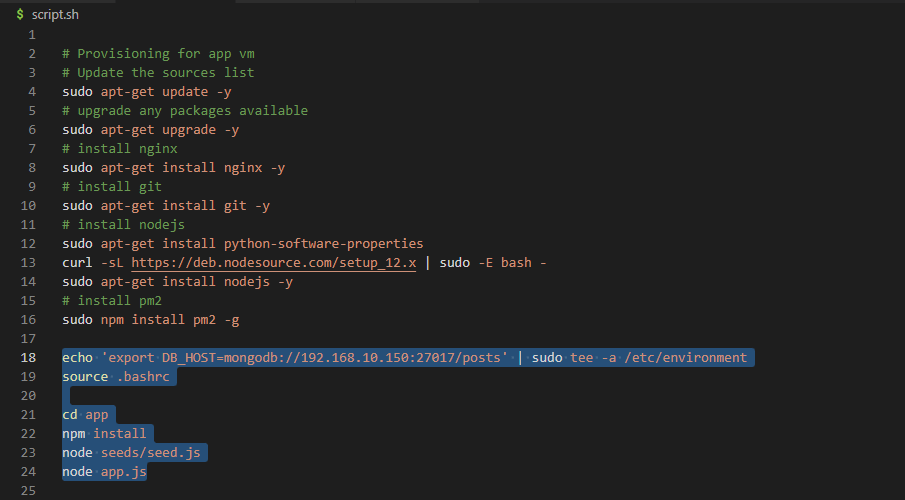 $ script.sh
1
2 # Provisioning for app vm
3 # Update the sources list
4 sudo apt-get update -y
5 # upgrade any packages available
6 sudo apt-get upgrade -y
7 # install nginx
8 sudo apt-get install nginx -y
9 # install git
10 sudo apt-get install git -y
11 # install nodejs
12 sudo apt-get install python-software-properties
13 curl -sL https://deb.nodesource.com/setup_12.x | sudo -E bash -
14 sudo apt-get install nodejs -y
15 # install pm2
16 sudo npm install pm2 -g
17
18 echo 'export DB_HOST=mongodb://192.168.10.150:27017/posts' | sudo tee -a /etc/environment
19 source .bashrc
20
21 cd app
22 npm install
23 node seeds/seed.js
24 node app.js
25